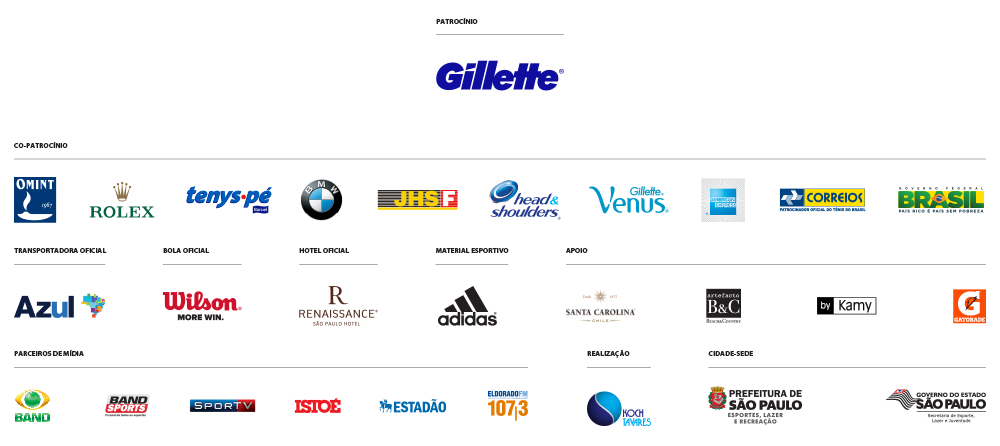 PATROCÍNIO
Gillette®
CO-PATROCÍNIO
OMINT
1967
ROLEX
tenys-pé
Baruel
BMW
JHSF
head&
shoulders®
Gillette.
Venus®
AMERICAN
EXPRESS
CORREIOS
PATROCINADOR OFICIAL DO TÊNIS DO BRASIL
GOVERNO FEDERAL
BRASIL
PAÍS RICO É PAÍS SEM POBREZA
TRANSPORTADORA OFICIAL
BOLA OFICIAL
HOTEL OFICIAL
MATERIAL ESPORTIVO
APOIO
Azul
Wilson®
MORE WIN.
R
RENAISSANCE®
SÃO PAULO HOTEL
adidas®
SANTA CAROLINA®
CHILE
artefacto
B&C
BEACH&COUNTRY
by Kamy
G
GATORADE
PARCEIROS DE MÍDIA
REALIZAÇÃO
CIDADE-SEDE
BAND
BAND
SPORTS
SPORTV
ISTOÉ
ESTADÃO
ELDORADO FM
107,3
KOCH
TAVARES
PREFEITURA DE
SÃO PAULO
ESPORTES, LAZER
E RECREAÇÃO
GOVERNO DO ESTADO
SÃO PAULO
Secretaria de Esporte,
Lazer e Juventude